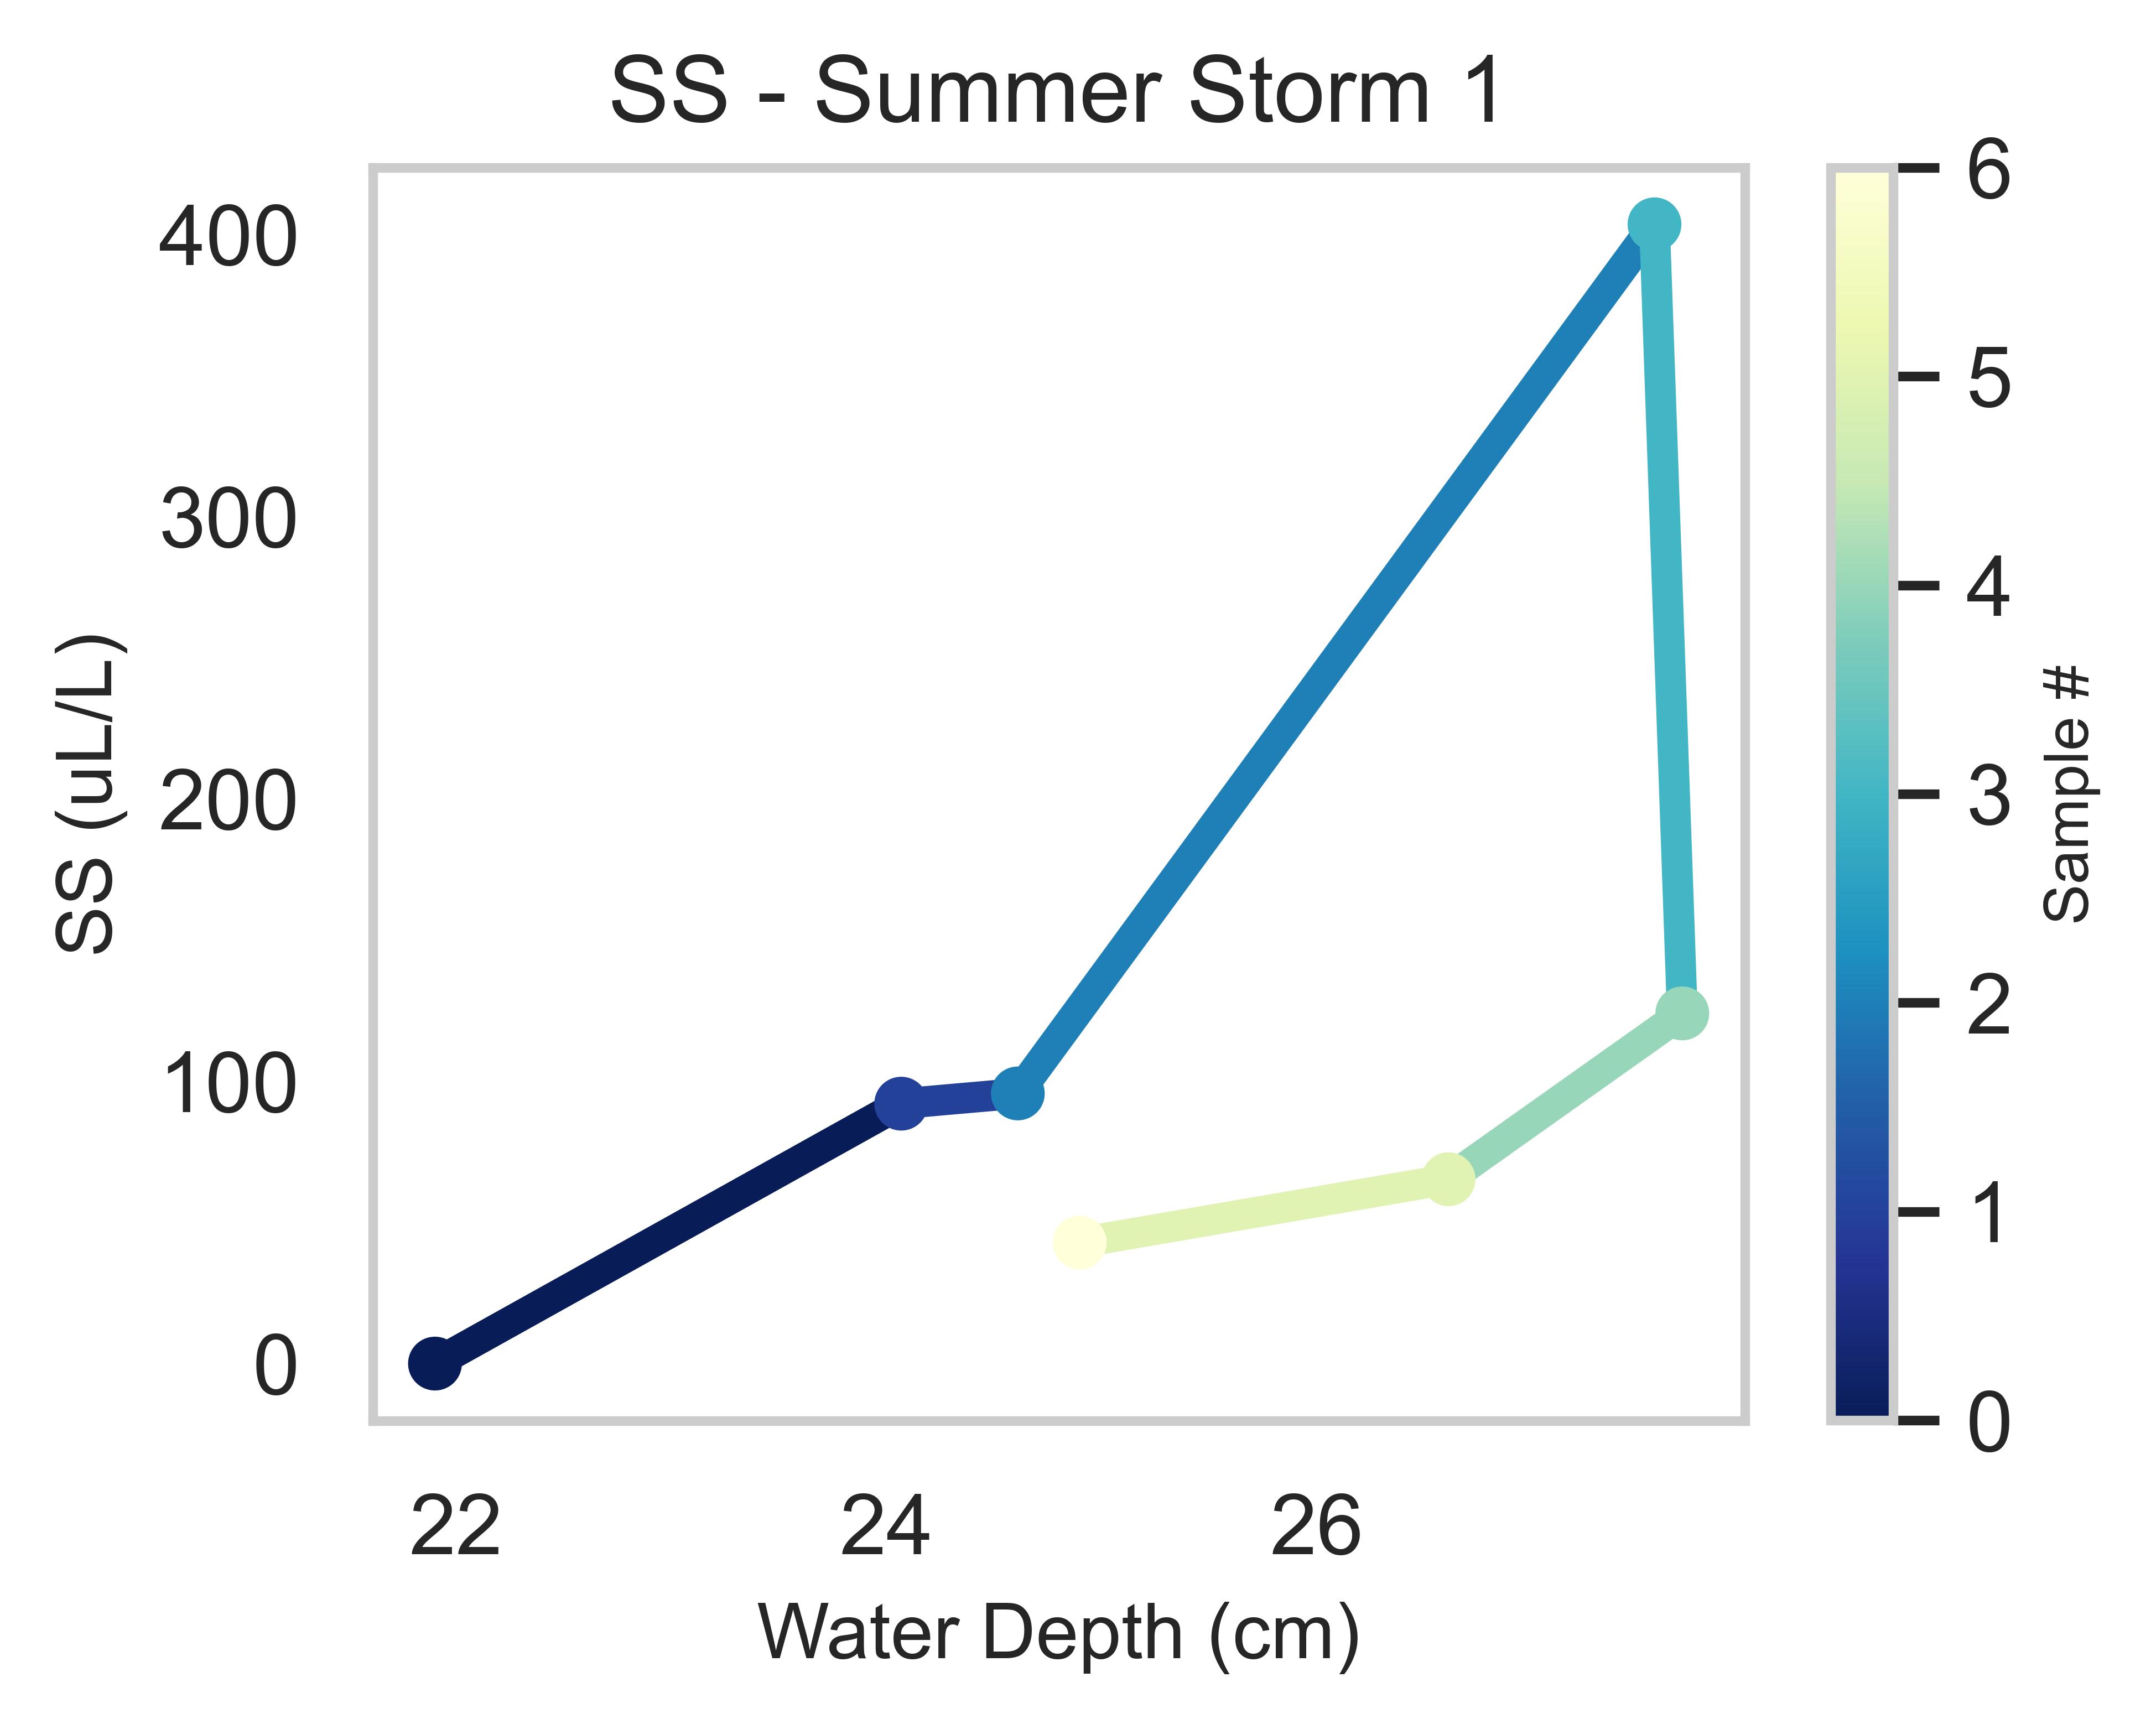 SS - Summer Storm 1
SS (uL/L)
400
300
200
100
0
22 24 26
Water Depth (cm)
6
5
4
3
2
1
0
Sample #